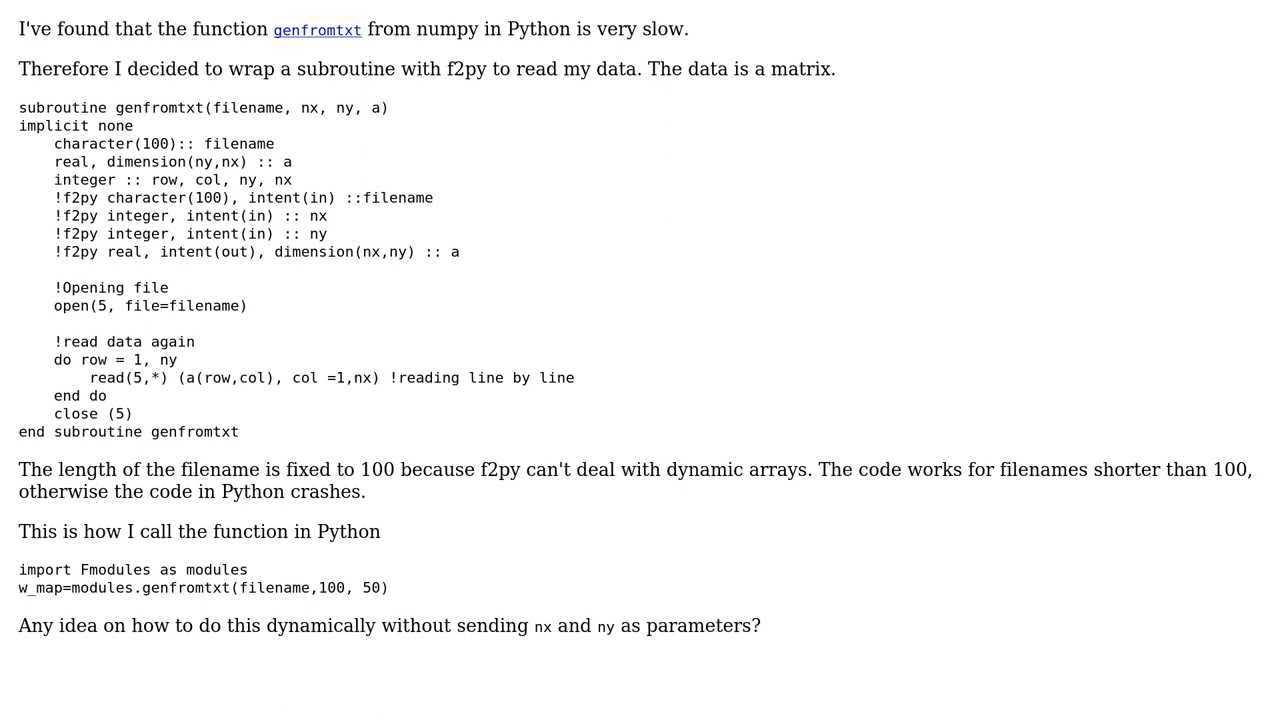 I've found that the function genfromtxt from numpy in Python is very slow.
Therefore I decided to wrap a subroutine with f2py to read my data. The data is a matrix.
subroutine genfromtxt(filename, nx, ny, a)
implicit none
    character(100):: filename
    real, dimension(ny,nx) :: a
    integer :: row, col, ny, nx
    !f2py character(100), intent(in) ::filename
    !f2py integer, intent(in) :: nx
    !f2py integer, intent(in) :: ny
    !f2py real, intent(out), dimension(nx,ny) :: a

    !Opening file
    open(5, file=filename)

    !read data again
    do row = 1, ny
        read(5,*) (a(row,col), col =1,nx) !reading line by line
    end do
    close (5)
end subroutine genfromtxt
The length of the filename is fixed to 100 because f2py can't deal with dynamic arrays. The code works for filenames shorter than 100,
otherwise the code in Python crashes.
This is how I call the function in Python
import Fmodules as modules
w_map=modules.genfromtxt(filename,100, 50)
Any idea on how to do this dynamically without sending nx and ny as parameters?